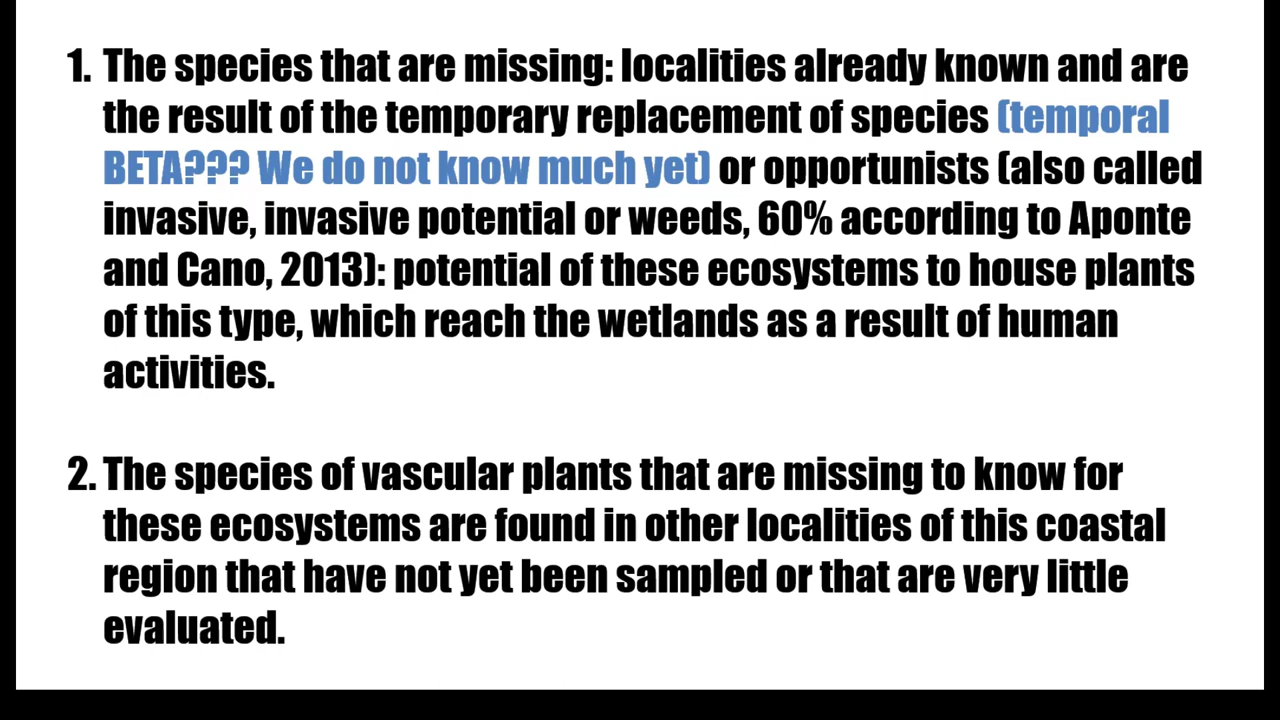 1. The species that are missing: localities already known and are
the result of the temporary replacement of species (temporal
BETA??? We do not know much yet) or opportunists (also called
invasive, invasive potential or weeds, 60% according to Aponte
and Cano, 2013): potential of these ecosystems to house plants
of this type, which reach the wetlands as a result of human
activities.
2. The species of vascular plants that are missing to know for
these ecosystems are found in other localities of this coastal
region that have not yet been sampled or that are very little
evaluated.